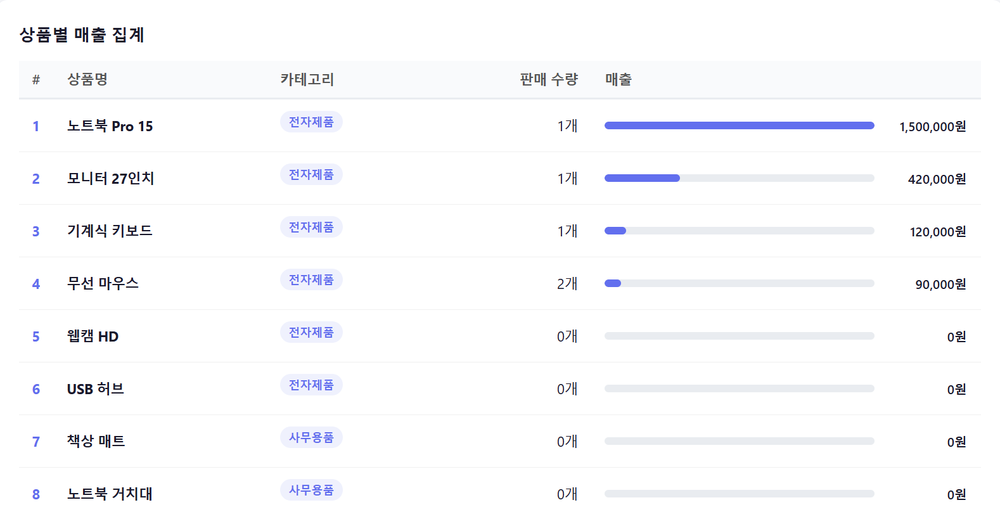 상품별 매출 집계
# 상품명 카테고리 판매 수량 매출
1 노트북 Pro 15 전자제품 1개 1,500,000원
2 모니터 27인치 전자제품 1개 420,000원
3 기계식 키보드 전자제품 1개 120,000원
4 무선 마우스 전자제품 2개 90,000원
5 웹캠 HD 전자제품 0개 0원
6 USB 허브 전자제품 0개 0원
7 책상 매트 사무용품 0개 0원
8 노트북 거치대 사무용품 0개 0원